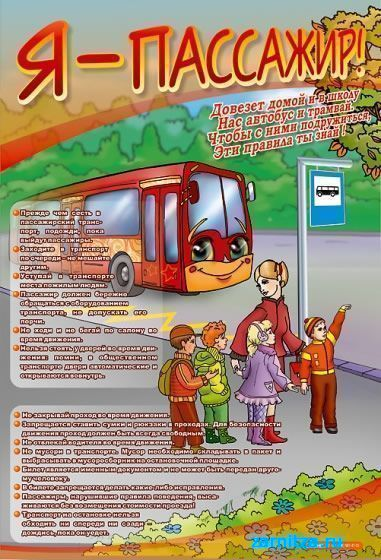 Я – ПАССАЖИР!
Довезет домой и в школу
Нас автобус и трамвай.
Чтобы с ними подружиться,
Эти правила ты знай!
Прежде чем сесть в
пассажирский транс-
порт, подожди, пока
выйдут пассажиры.
Заходите в транспорт
по очереди – не мешайте
другим.
Уступай в транспорте
места пожилым людям.
Пассажир должен бережно
обращаться с оборудованием
транспорта, не допускать его
порчи.
Не ходи и не бегай по салону во
время движения.
Нельзя стоять у дверей во время дви-
жения помни, в общественном
транспорте двери автоматические и
открываются вовнутрь.
Не закрывай проход во время движения.
Запрещается ставить сумки и рюкзаки в проходах. Для безопасности
движения проход должен быть всегда свободным.
Не отвлекай водителя во время движения.
Не мусори в транспорте. Мусор необходимо складывать в пакет и
выбрасывать в мусоросборник на остановочной площадке.
Билет является именным документом и не может быть передан друго-
му человеку.
В билете запрещается делать какие-либо исправления.
Пассажиры, нарушившие правила поведения, выса-
живаются без возмещения стоимости проезда!
Транспорт на остановке нельзя
обходить ни спереди ни сзади –
дождись, пока он уедет.
zarnitza.ru